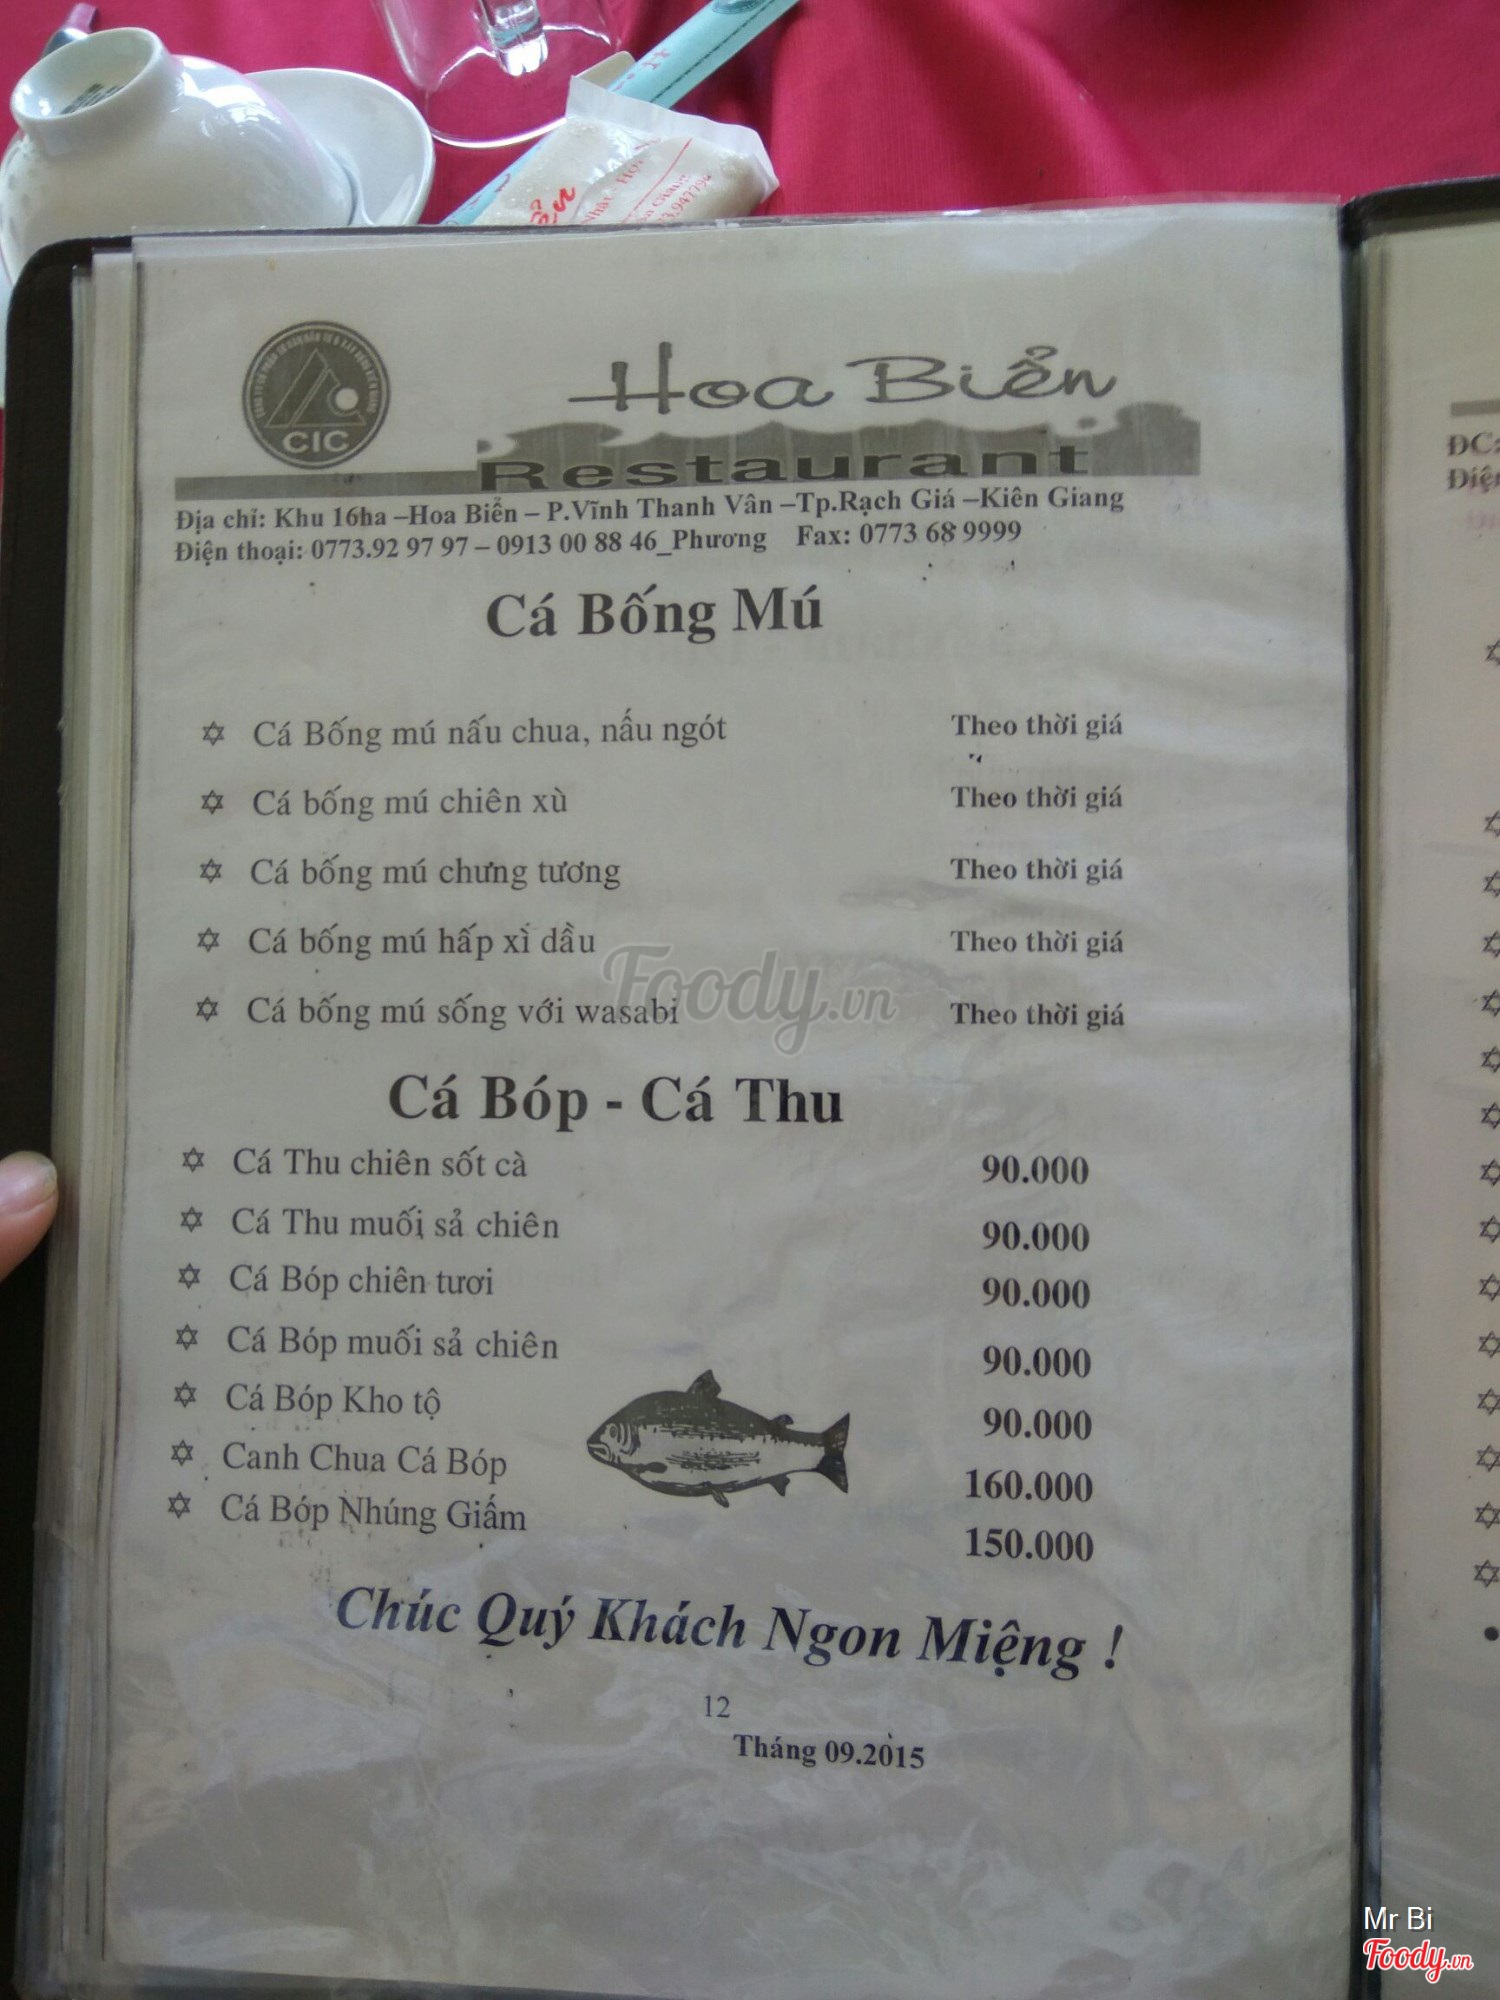 CIC
Hoa Biển
Restaurant
Địa chỉ: Khu 16ha –Hoa Biển – P.Vĩnh Thanh Vân –Tp.Rạch Giá –Kiên Giang
Điện thoại: 0773.92 97 97 – 0913 00 88 46_Phương Fax: 0773 68 9999
Cá Bống Mú
✡ Cá Bống mú nấu chua, nấu ngót Theo thời giá
✡ Cá bống mú chiên xù Theo thời giá
✡ Cá bống mú chưng tương Theo thời giá
✡ Cá bống mú hấp xì dầu Theo thời giá
✡ Cá bống mú sống với wasabi Theo thời giá
Foody.vn
Cá Bóp - Cá Thu
✡ Cá Thu chiên sốt cà 90.000
✡ Cá Thu muối sả chiên 90.000
✡ Cá Bóp chiên tươi 90.000
✡ Cá Bóp muối sả chiên 90.000
✡ Cá Bóp Kho tộ 90.000
✡ Canh Chua Cá Bóp 160.000
✡ Cá Bóp Nhúng Giấm 150.000
Chúc Quý Khách Ngon Miệng !
12
Tháng 09.2015
ĐC:
Mr Bi
Foody.vn